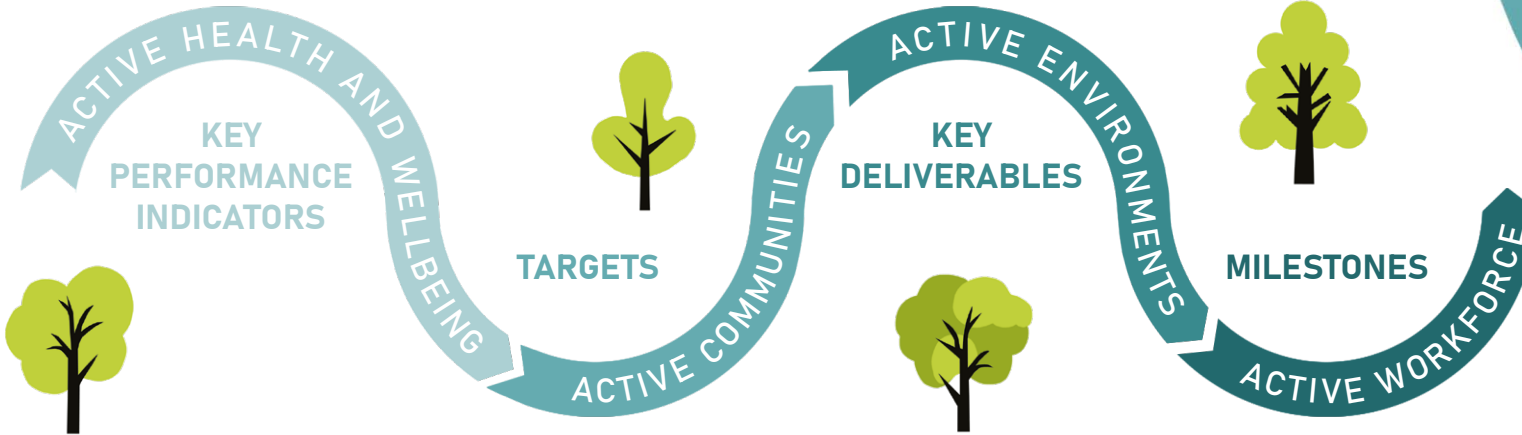 ACTIVE HEALTH AND WELLBEING
KEY
PERFORMANCE
INDICATORS
TARGETS
ACTIVE COMMUNITIES
ACTIVE ENVIRONMENTS
KEY
DELIVERABLES
MILESTONES
ACTIVE WORKFORCE